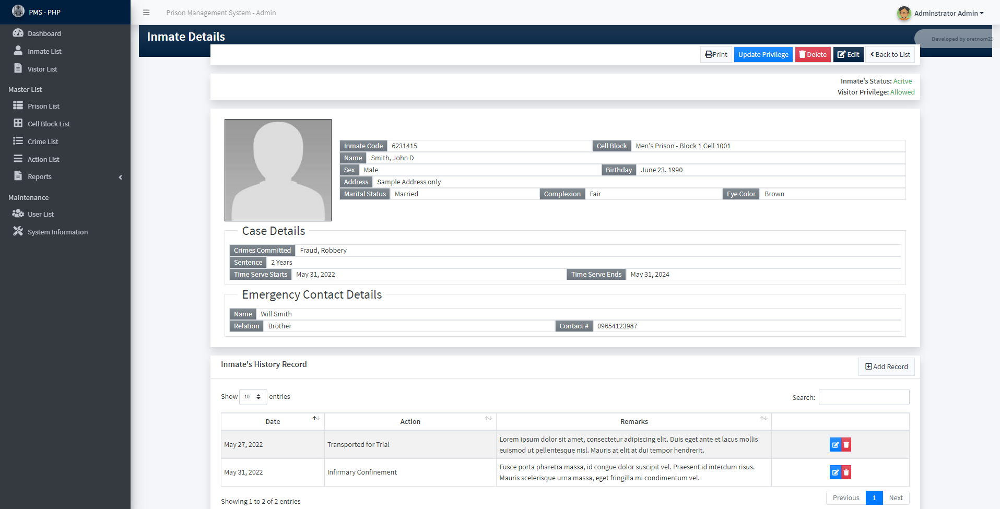 PMS - PHP
Prison Management System - Admin
Adminstrator Admin
Dashboard
Inmate List
Vistor List
Master List
Prison List
Cell Block List
Crime List
Action List
Reports
Maintenance
User List
System Information
Inmate Details
Developed by oretnom23
Print Update Privilege Delete Edit Back to List
Inmate's Status: Acitve
Visitor Privilege: Allowed
Inmate Code 6231415 Cell Block Men's Prison - Block 1 Cell 1001
Name Smith, John D
Sex Male Birthday June 23, 1990
Address Sample Address only
Marital Status Married Complexion Fair Eye Color Brown
Case Details
Crimes Committed Fraud, Robbery
Sentence 2 Years
Time Serve Starts May 31, 2022 Time Serve Ends May 31, 2024
Emergency Contact Details
Name Will Smith
Relation Brother Contact # 09654123987
Inmate's History Record
Add Record
Show 10 entries
Search:
Date Action Remarks
May 27, 2022 Transported for Trial
Lorem ipsum dolor sit amet, consectetur adipiscing elit. Duis eget ante et lacus mollis
euismod ut pellentesque nisl. Mauris at elit at dui tempor hendrerit.
May 31, 2022 Infirmary Confinement
Fusce porta pharetra massa, id congue dolor suscipit vel. Praesent id interdum risus.
Mauris scelerisque urna massa, eget fringilla mi condimentum vel.
Showing 1 to 2 of 2 entries
Previous 1 Next